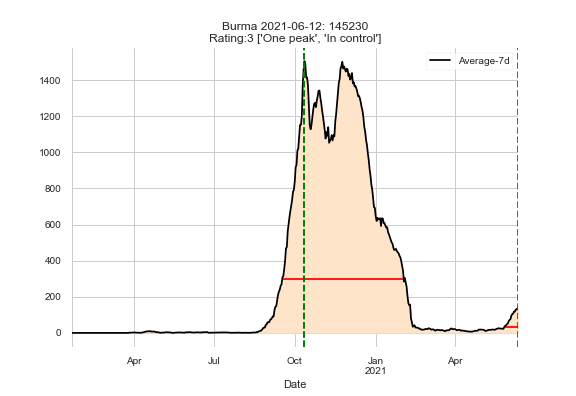 Burma 2021-06-12: 145230
Rating:3 ['One peak', 'In control']
Average-7d
1400
1200
1000
800
600
400
200
0
Apr
Jul
Oct
Jan
2021
Apr
Date